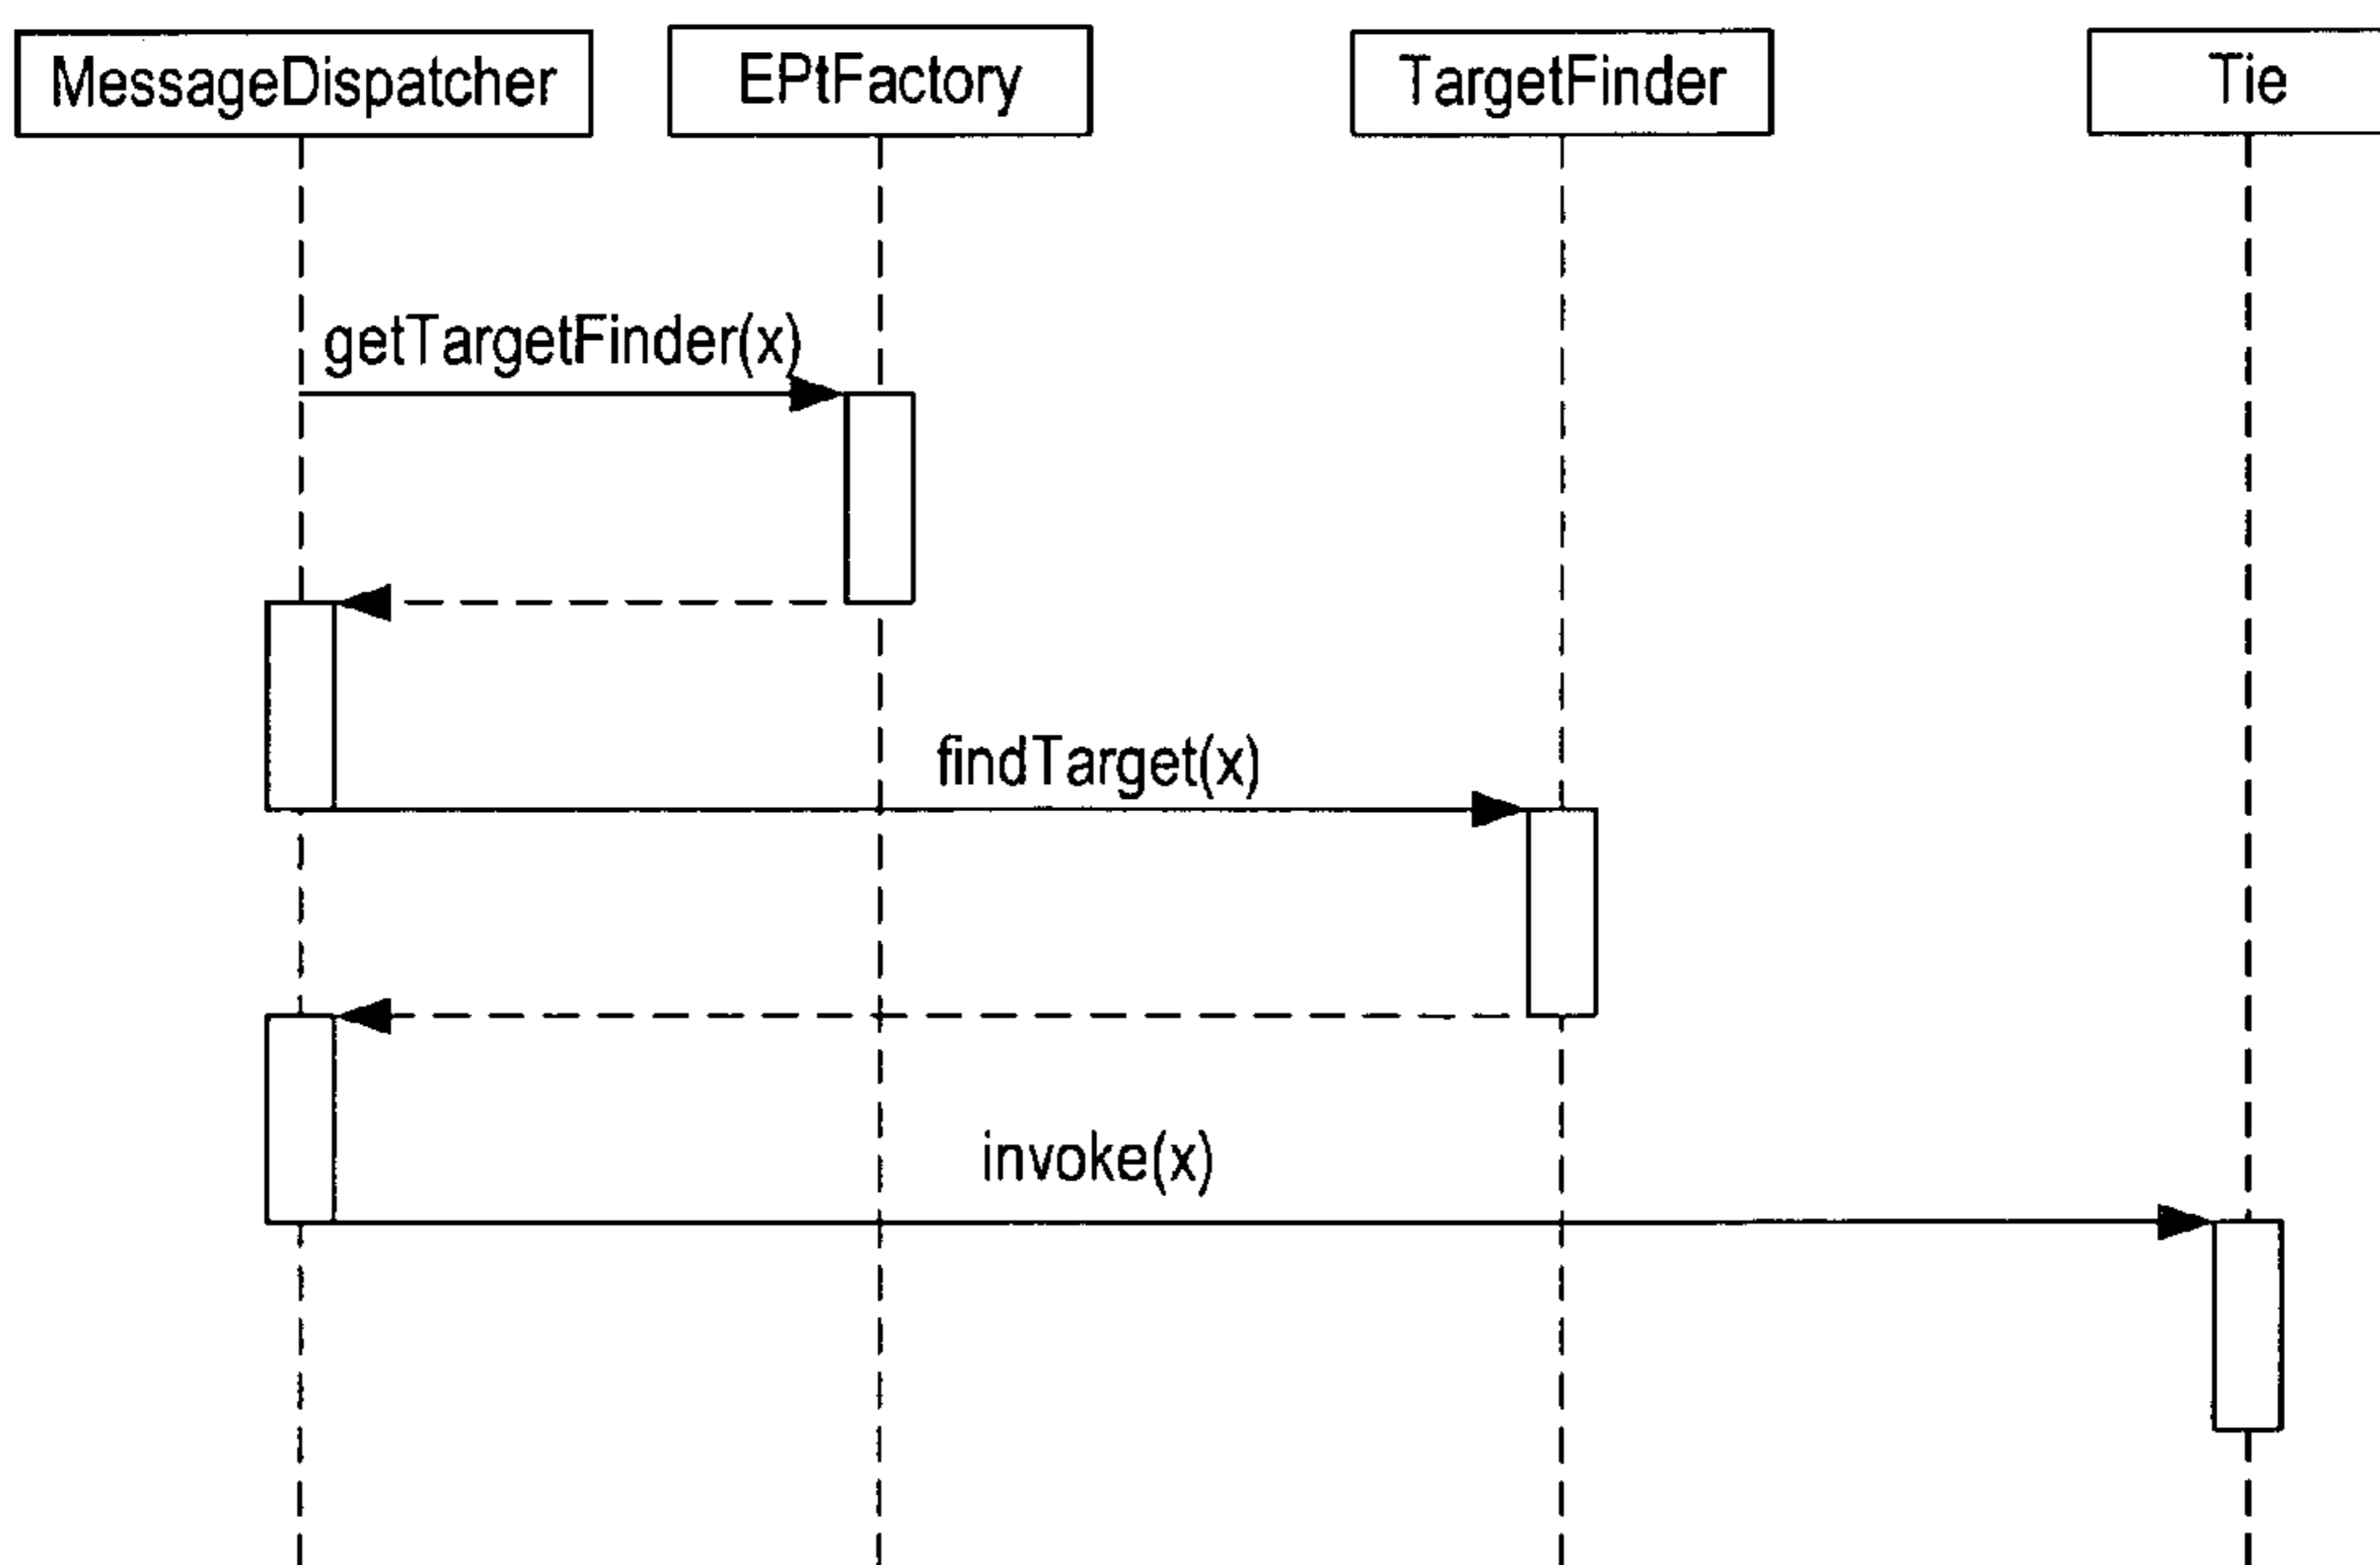 MessageDispatcher
EPtFactory
TargetFinder
Tie
getTargetFinder(x)
findTarget(x)
invoke(x)